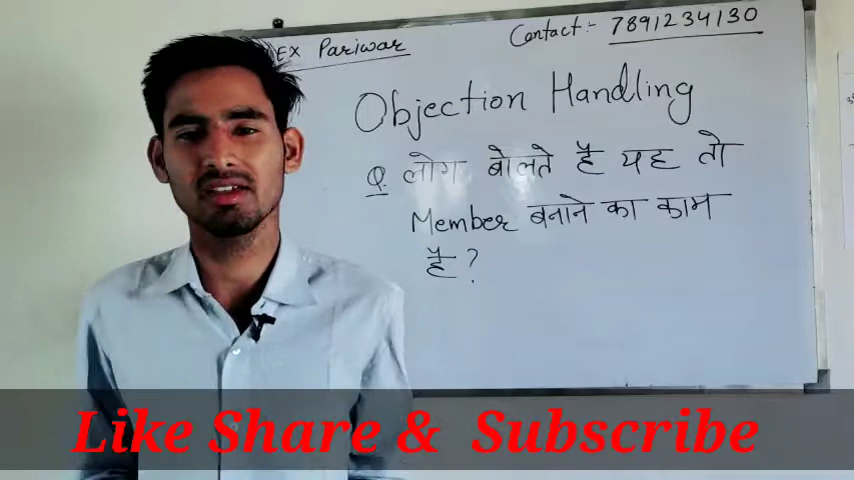 EX Pariwar
Contact:- 7891234130
Objection Handling
Q. लोग बोलते है यह तो
Member बनाने का काम
है?
Like Share & Subscribe